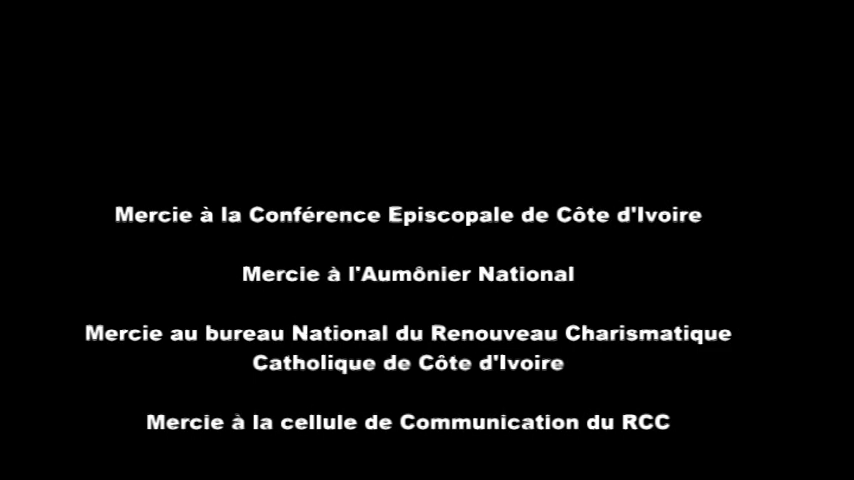 Mercie à la Conférence Episcopale de Côte d'Ivoire
Mercie à l'Aumônier National
Mercie au bureau National du Renouveau Charismatique
Catholique de Côte d'Ivoire
Mercie à la cellule de Communication du RCC